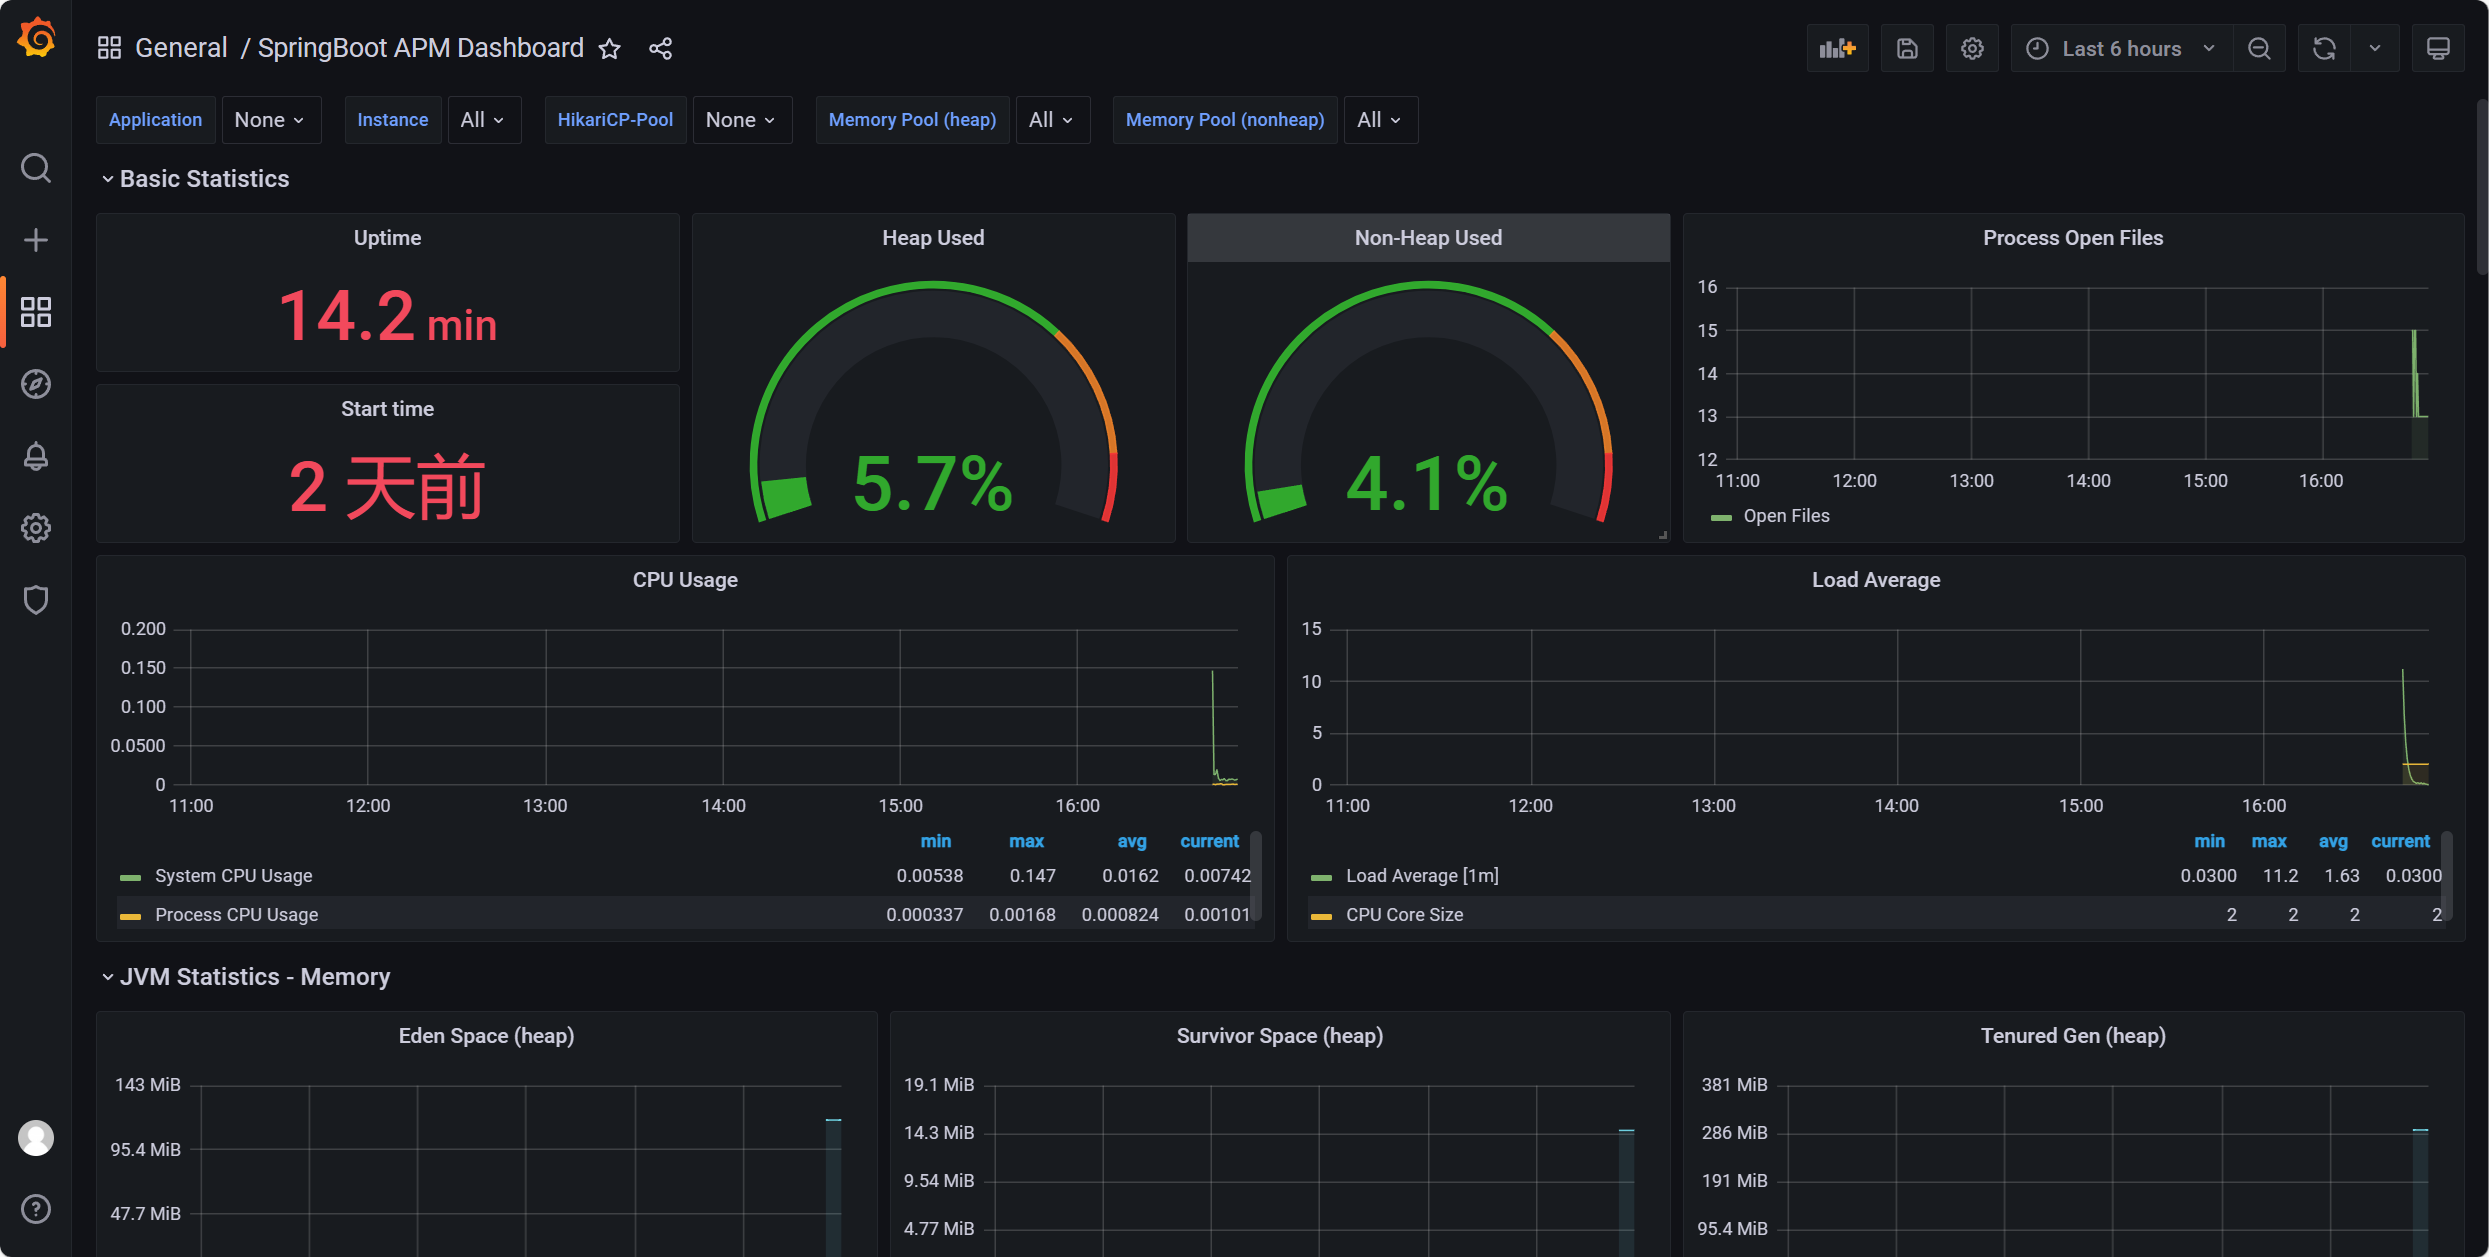 General / SpringBoot APM Dashboard
Last 6 hours
Application None Instance All HikariCP-Pool None Memory Pool (heap) All Memory Pool (nonheap) All
Basic Statistics
Uptime
14.2 min
Start time
2 天前
Heap Used
5.7%
Non-Heap Used
4.1%
Process Open Files
16
15
14
13
12
11:00 12:00 13:00 14:00 15:00 16:00
Open Files
CPU Usage
0.200
0.150
0.100
0.0500
0
11:00 12:00 13:00 14:00 15:00 16:00
min max avg current
System CPU Usage 0.00538 0.147 0.0162 0.00742
Process CPU Usage 0.000337 0.00168 0.000824 0.00101
Load Average
15
10
5
0
11:00 12:00 13:00 14:00 15:00 16:00
min max avg current
Load Average [1m] 0.0300 11.2 1.63 0.0300
CPU Core Size 2 2 2 2
JVM Statistics - Memory
Eden Space (heap)
143 MiB
95.4 MiB
47.7 MiB
Survivor Space (heap)
19.1 MiB
14.3 MiB
9.54 MiB
4.77 MiB
Tenured Gen (heap)
381 MiB
286 MiB
191 MiB
95.4 MiB